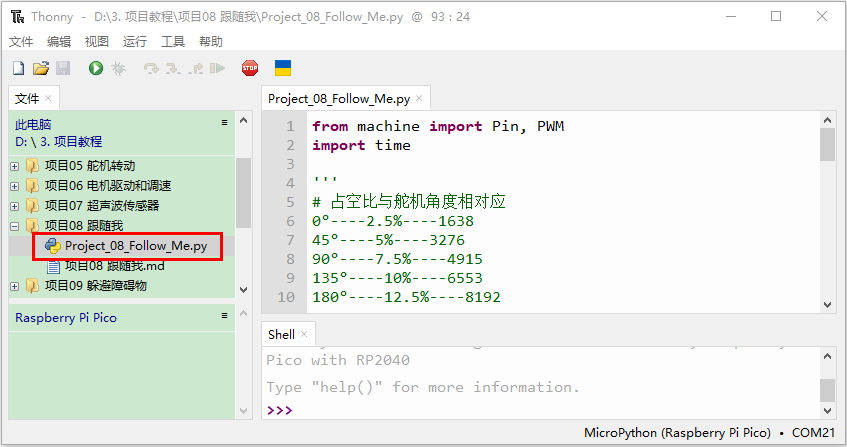 Thonny - D:\3. 项目教程\项目08 跟随我\Project_08_Follow_Me.py @ 93 : 24
文件 编辑 视图 运行 工具 帮助
STOP
文件 ×
此电脑
D: \ 3. 项目教程
项目05 舵机转动
项目06 电机驱动和调速
项目07 超声波传感器
项目08 跟随我
Project_08_Follow_Me.py
项目08 跟随我.md
项目09 躲避障碍物
Raspberry Pi Pico
Project_08_Follow_Me.py ×
1 from machine import Pin, PWM
2 import time
3
4 '''
5 # 占空比与舵机角度相对应
6 0°----2.5%----1638
7 45°----5%----3276
8 90°----7.5%----4915
9 135°----10%----6553
10 180°----12.5%----8192
Shell ×
Pico with RP2040
Type "help()" for more information.
>>>
MicroPython (Raspberry Pi Pico) • COM21